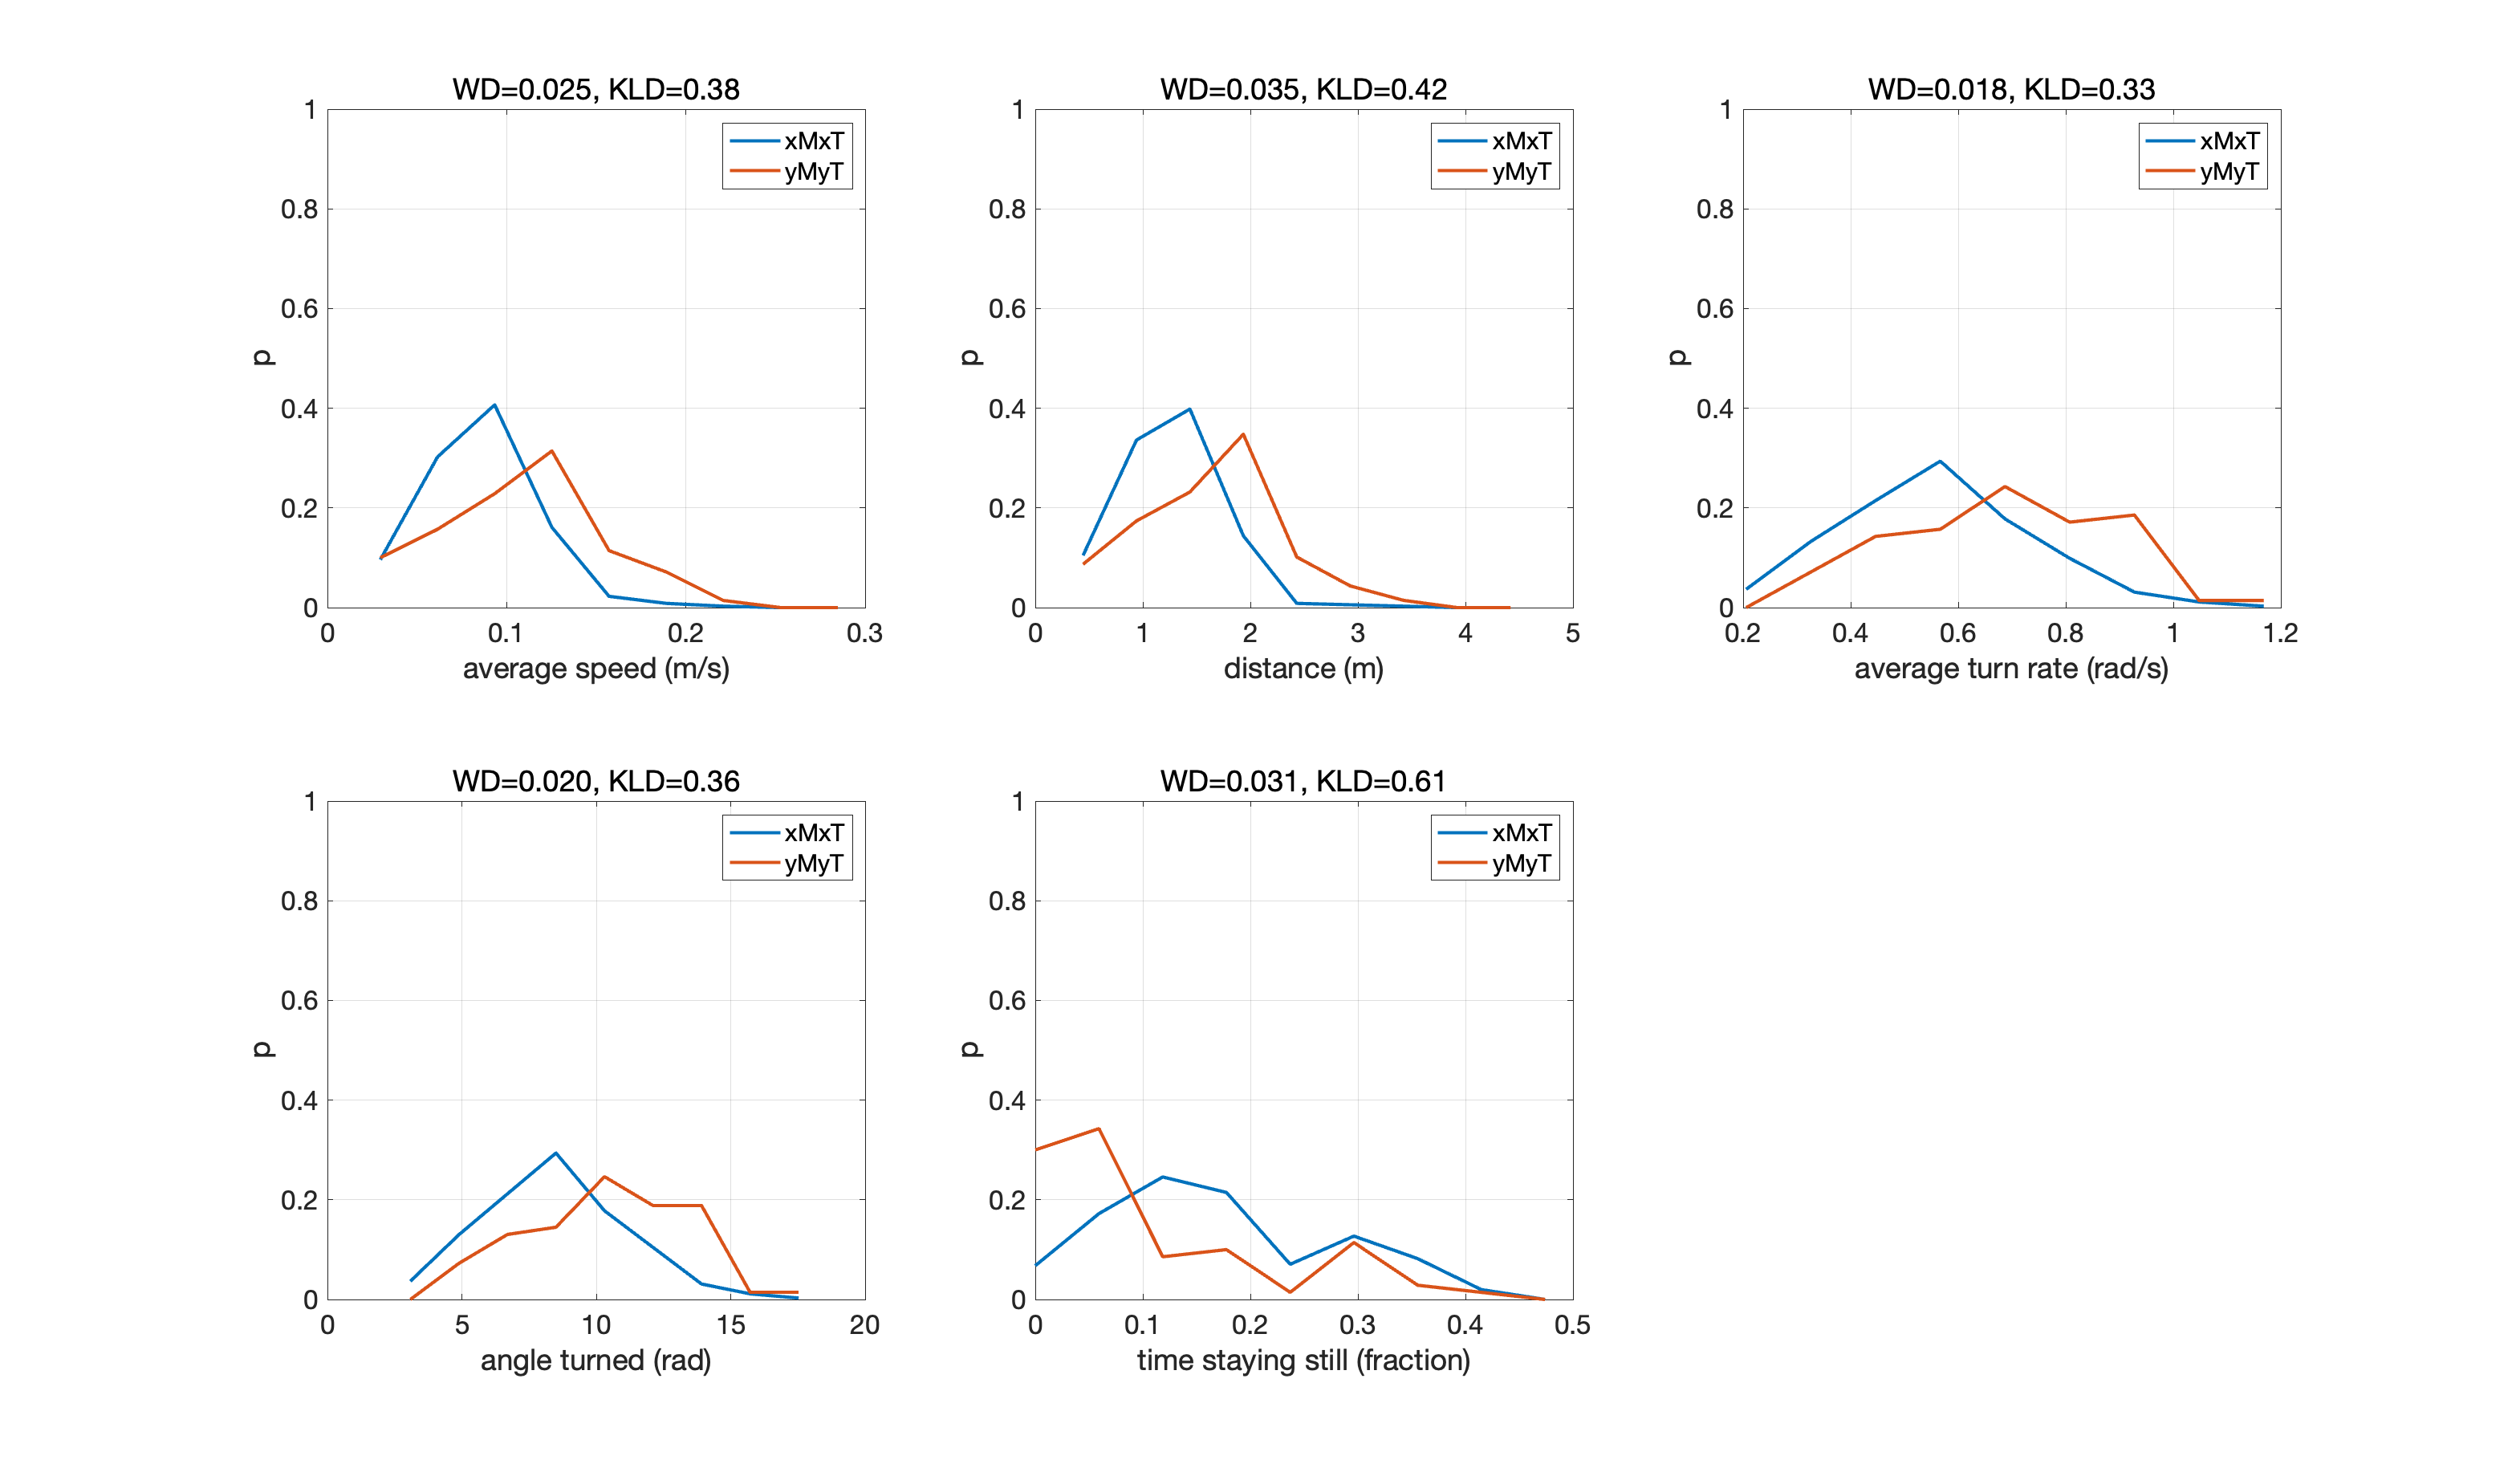 WD=0.025, KLD=0.38
1
0.8
0.6
0.4
0.2
0
p
xMxT
yMyT
0 0.1 0.2 0.3
average speed (m/s)
WD=0.035, KLD=0.42
1
0.8
0.6
0.4
0.2
0
p
xMxT
yMyT
0 1 2 3 4 5
distance (m)
WD=0.018, KLD=0.33
1
0.8
0.6
0.4
0.2
0
p
xMxT
yMyT
0.2 0.4 0.6 0.8 1 1.2
average turn rate (rad/s)
WD=0.020, KLD=0.36
1
0.8
0.6
0.4
0.2
0
p
xMxT
yMyT
0 5 10 15 20
angle turned (rad)
WD=0.031, KLD=0.61
1
0.8
0.6
0.4
0.2
0
p
xMxT
yMyT
0 0.1 0.2 0.3 0.4 0.5
time staying still (fraction)